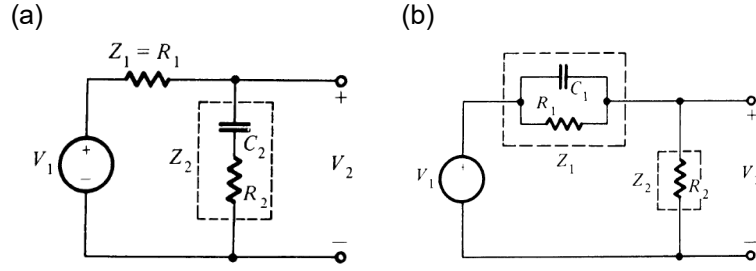 (a)
Z₁ = R₁
+
−
V₁
Z₂
C₂
R₂
+
V₂
−
(b)
C₁
R₁
Z₁
V₁
Z₂
R₂
+
V
−